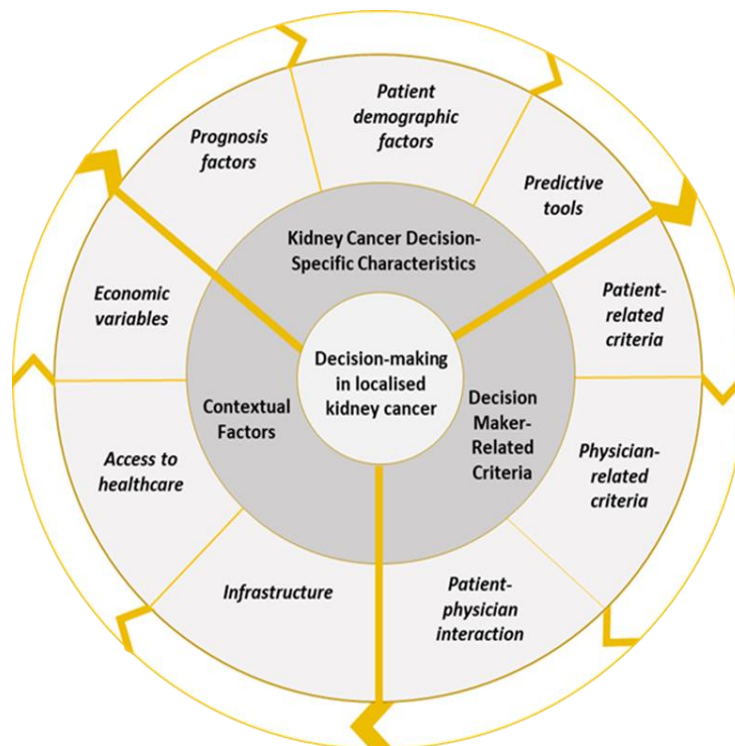 Patient
demographic
factors
Prognosis
factors
Predictive
tools
Kidney Cancer Decision-
Specific Characteristics
Economic
variables
Patient-
related
criteria
Decision-making
in localised
kidney cancer
Contextual
Factors
Decision
Maker-
Related
Criteria
Access to
healthcare
Physician-
related
criteria
Infrastructure
Patient-
physician
interaction